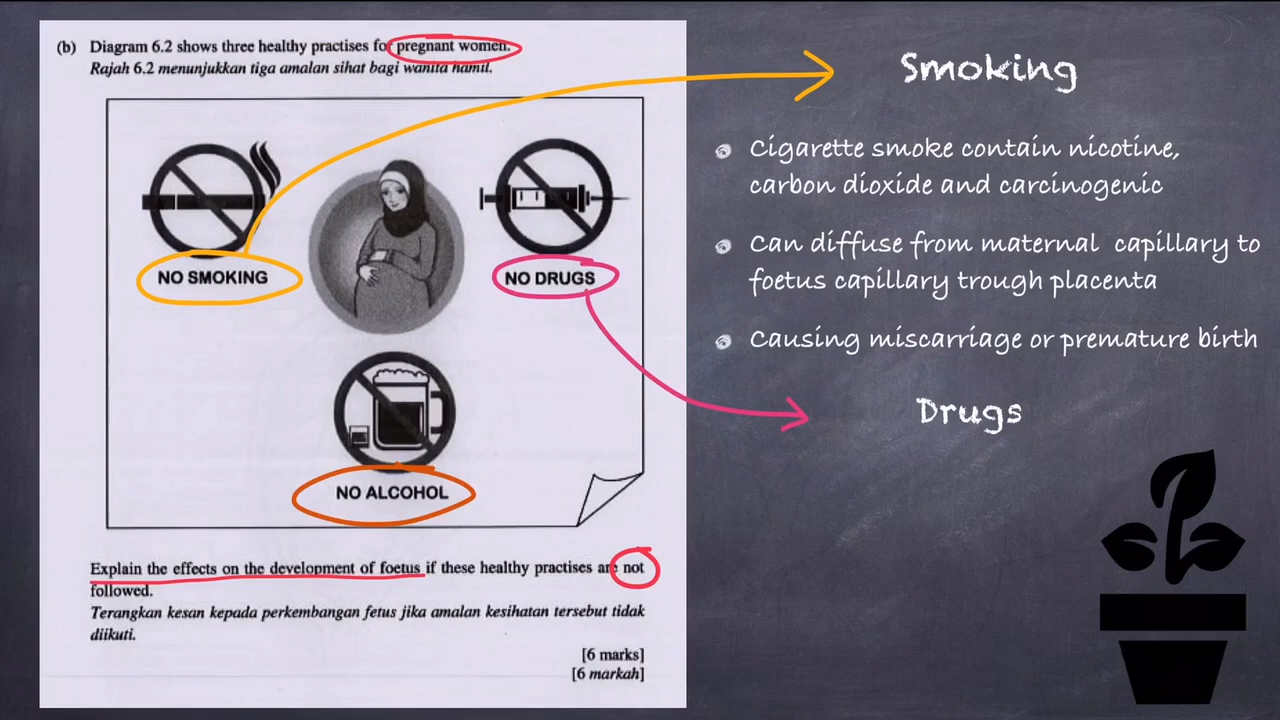 (b) Diagram 6.2 shows three healthy practises for pregnant women.
Rajah 6.2 menunjukkan tiga amalan sihat bagi wanita hamil.
NO SMOKING
NO DRUGS
NO ALCOHOL
Explain the effects on the development of foetus if these healthy practises are not
followed.
Terangkan kesan kepada perkembangan fetus jika amalan kesihatan tersebut tidak
diikuti.
[6 marks]
[6 markah]
Smoking
Cigarette smoke contain nicotine,
carbon dioxide and carcinogenic
Can diffuse from maternal capillary to
foetus capillary trough placenta
Causing miscarriage or premature birth
Drugs